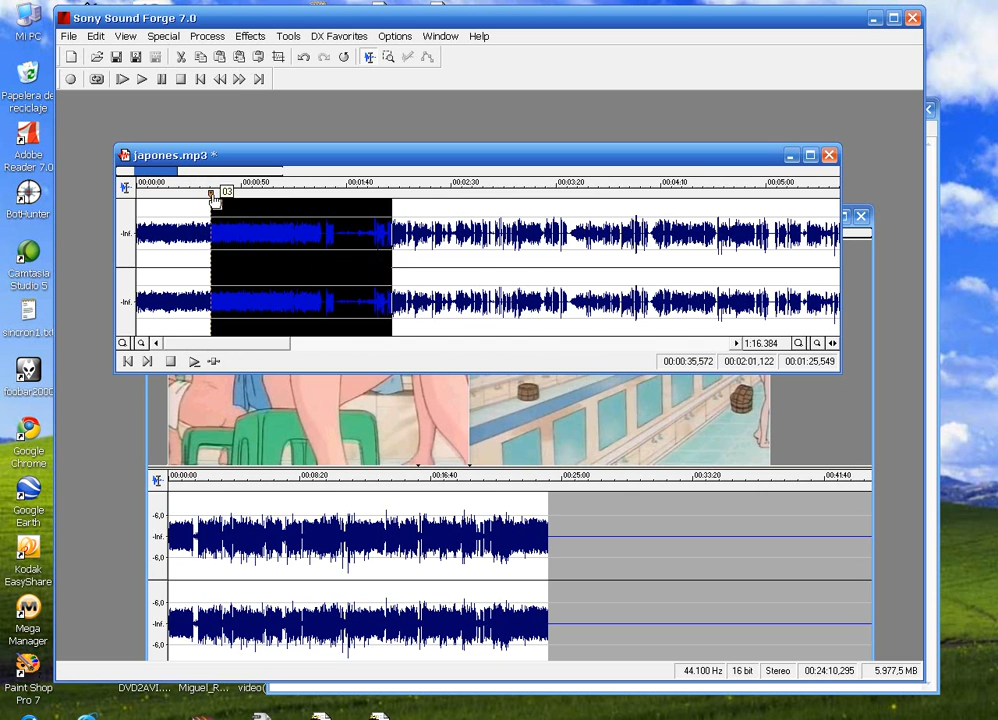 Mi PC
Papelera de
reciclaje
Adobe
Reader 7.0
BotHunter
Camtasia
Studio 5
sincron1.txt
foobar2000
Google
Chrome
Google
Earth
Kodak
EasyShare
Mega
Manager
Paint Shop
Pro 7
Sony Sound Forge 7.0
File Edit View Special Process Effects Tools DX Favorites Options Window Help
japones.mp3 *
00:00:00 00:00:50 00:01:40 00:02:30 00:03:20 00:04:10 00:05:00
03
-Inf.
-Inf.
1:16.384
00:00:35,572 00:02:01,122 00:01:25,549
00:00:00 00:08:20 00:16:40 00:25:00 00:33:20 00:41:40
-6,0
-Inf.
-6,0
-6,0
-Inf.
-6,0
44.100 Hz 16 bit Stereo 00:24:10,295 5.977,5 MB
DVD2AVI.... Miguel_R... video(